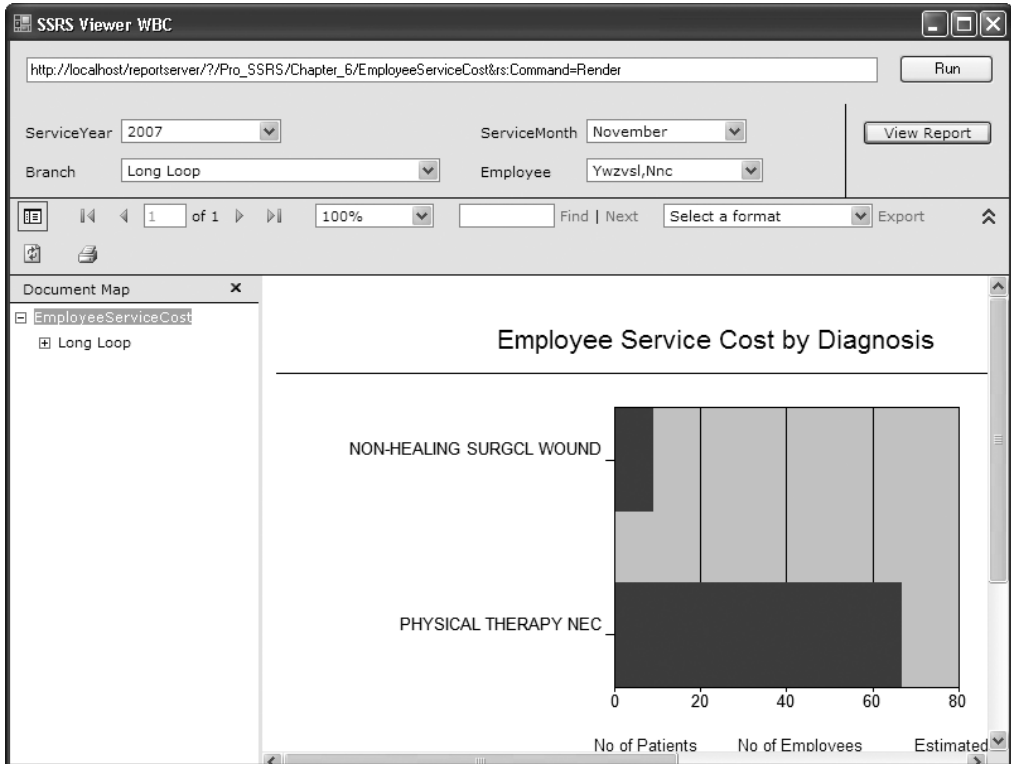 SSRS Viewer WBC
http://localhost/reportserver/?/Pro_SSRS/Chapter_6/EmployeeServiceCost&rs:Command=Render Run
ServiceYear 2007 ServiceMonth November View Report
Branch Long Loop Employee Ywzvsl,Nnc
1 of 1 100% Find | Next Select a format Export
Document Map
EmployeeServiceCost
Long Loop
Employee Service Cost by Diagnosis
NON-HEALING SURGCL WOUND
PHYSICAL THERAPY NEC
0 20 40 60 80
No of Patients No of Employees Estimated